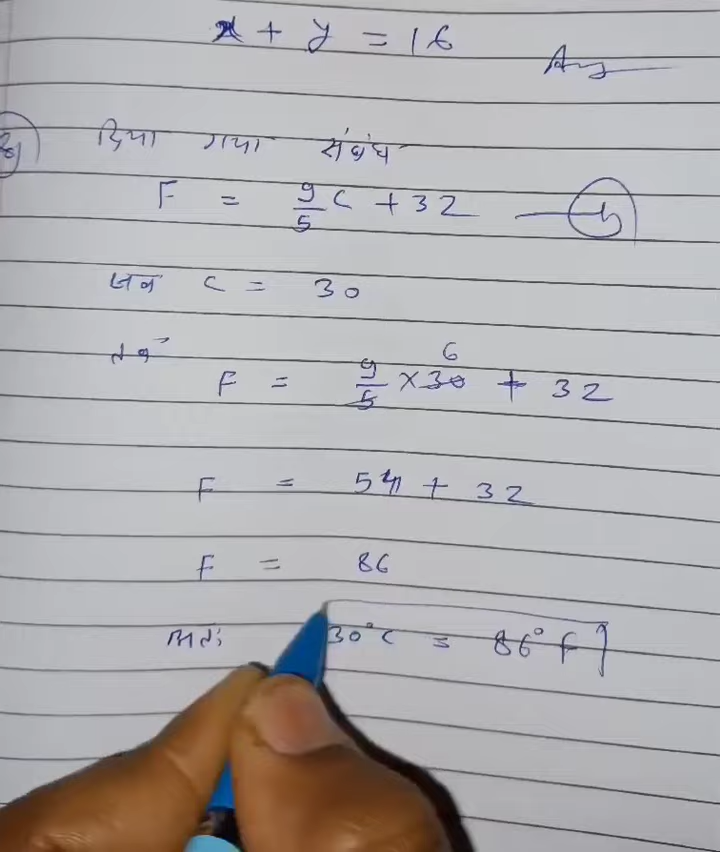 x + y = 16
Ans
दिया गया संबंध
F = 9/5 C + 32
जब C = 30
तब
6
F = 9/5 × 30 + 32
F = 54 + 32
F = 86
अतः 30°C = 86°F